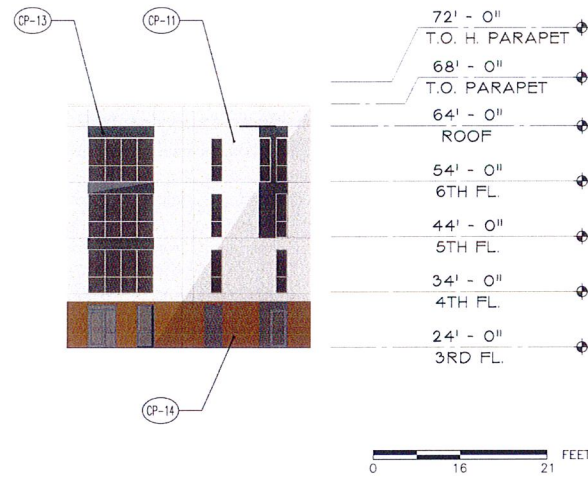 CP-13
CP-11
72' - 0"
T.O. H. PARAPET
68' - 0"
T.O. PARAPET
64' - 0"
ROOF
54' - 0"
6TH FL.
44' - 0"
5TH FL.
34' - 0"
4TH FL.
24' - 0"
3RD FL.
CP-14
FEET
0 16 21